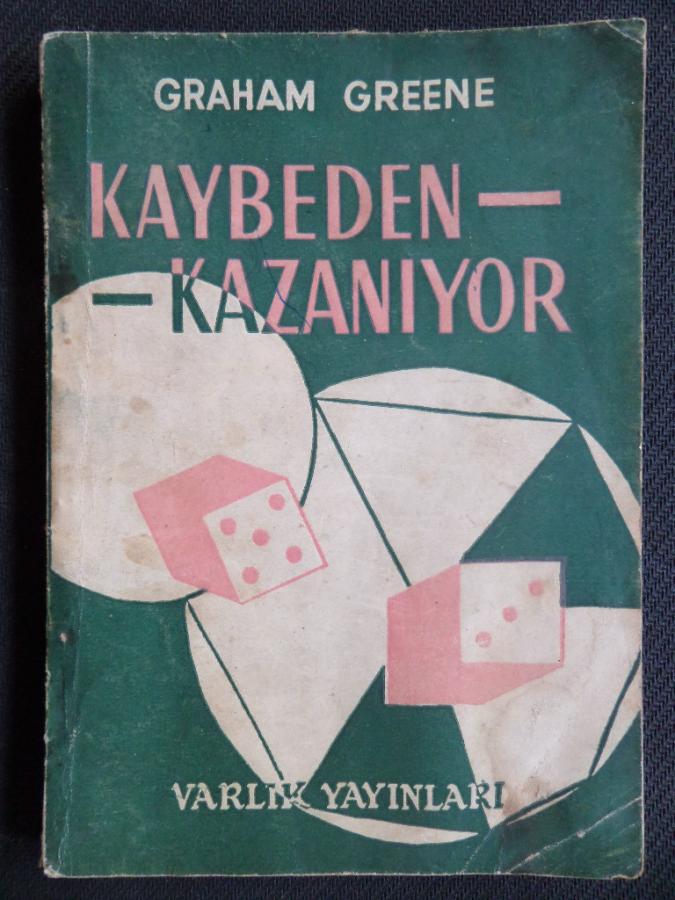 GRAHAM GREENE
KAYBEDEN —
— KAZANIYOR
VARLIK YAYINLARI